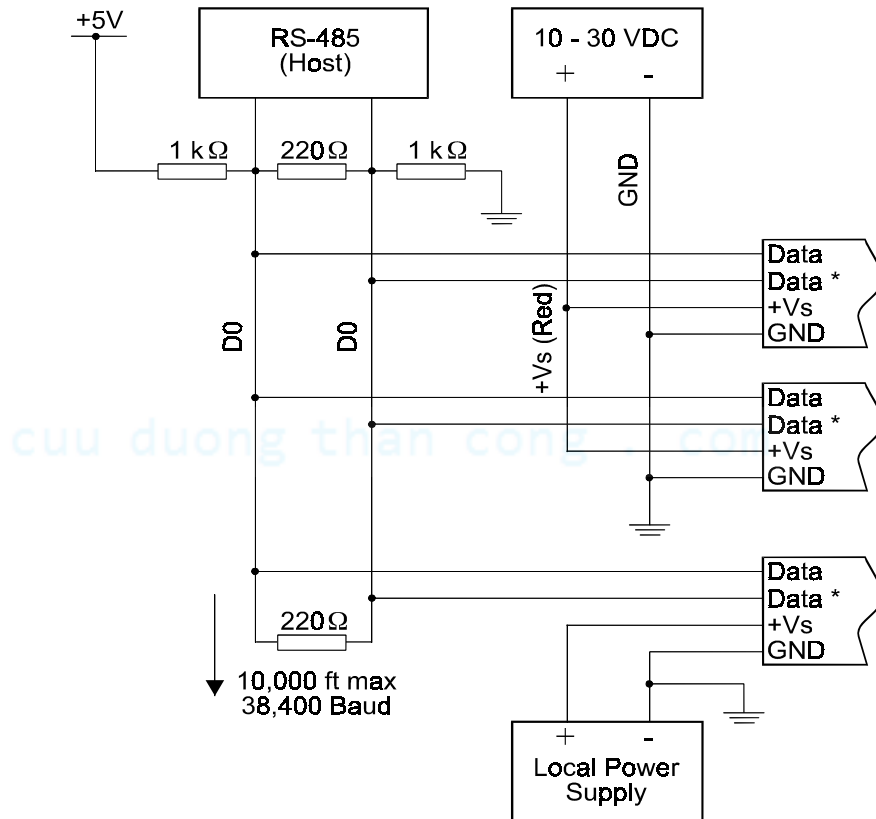 +5V
RS-485
(Host)
10 - 30 VDC
+ -
1 kΩ
220Ω
1 kΩ
GND
Data
Data *
+Vs
GND
D0
D0
+Vs (Red)
Data
Data *
+Vs
GND
cuu duong than cong . com
Data
Data *
+Vs
GND
220Ω
10,000 ft max
38,400 Baud
+ -
Local Power
Supply